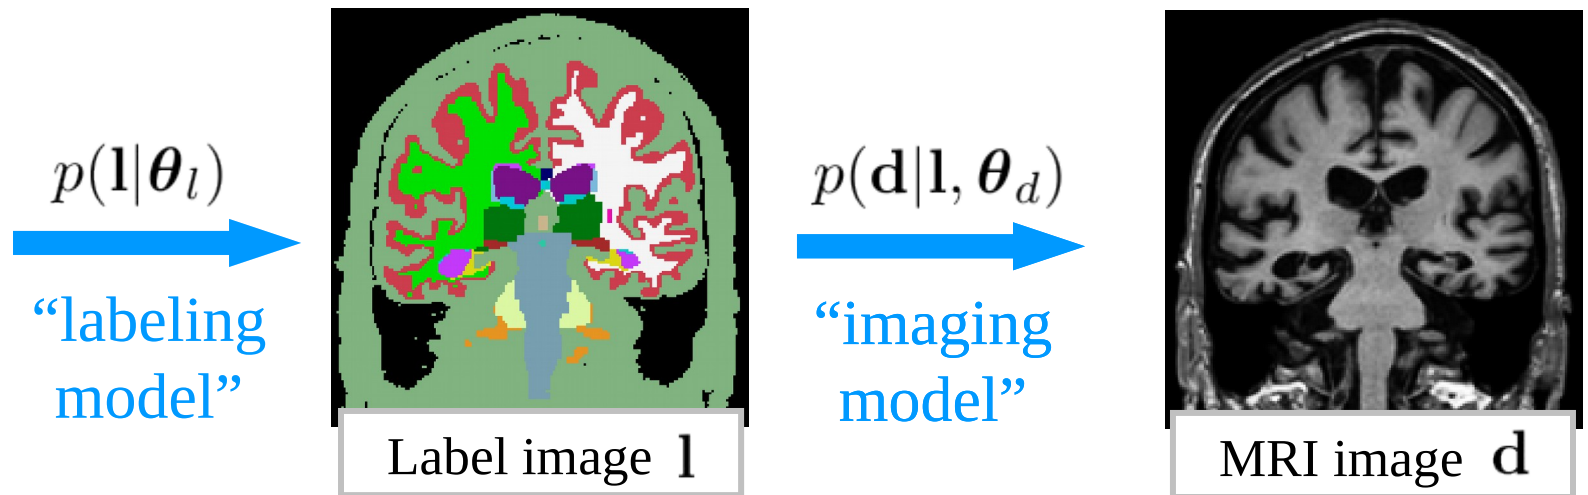 p(𝐥|𝜽_l)
“labeling
model”
Label image 𝐥
p(𝐝|𝐥, 𝜽_d)
“imaging
model”
MRI image 𝐝